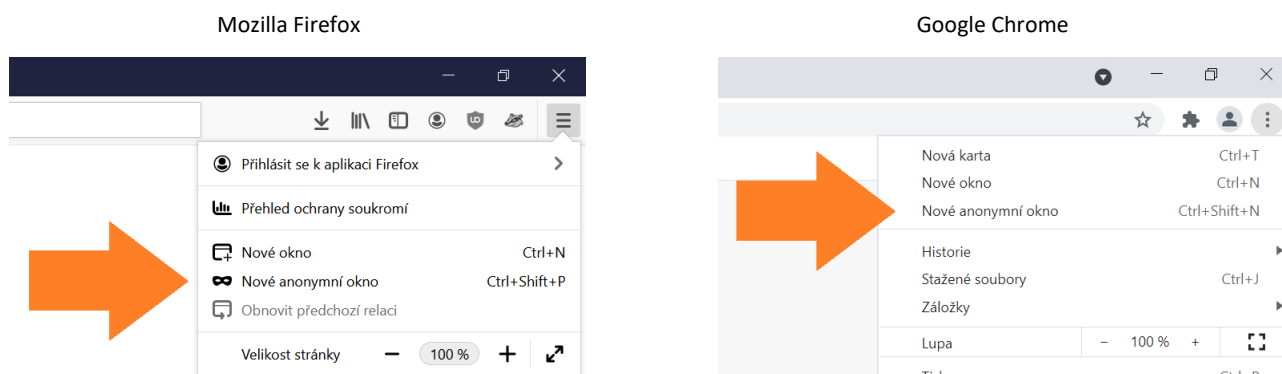 Mozilla Firefox
Přihlásit se k aplikaci Firefox
Přehled ochrany soukromí
Nové okno Ctrl+N
Nové anonymní okno Ctrl+Shift+P
Obnovit předchozí relaci
Velikost stránky − 100 % +
Google Chrome
Nová karta Ctrl+T
Nové okno Ctrl+N
Nové anonymní okno Ctrl+Shift+N
Historie
Stažené soubory Ctrl+J
Záložky
Lupa − 100 % +